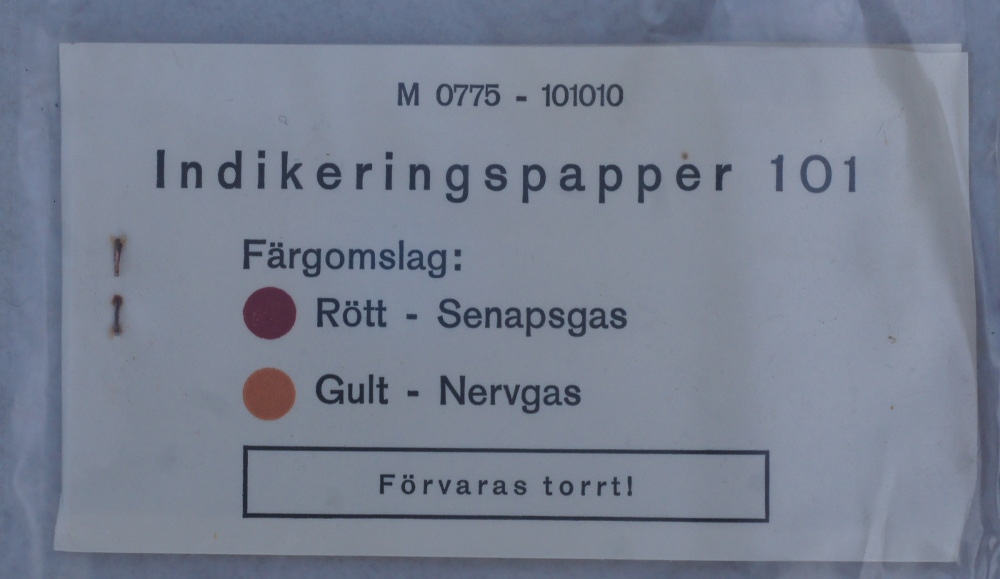 M 0775 - 101010
Indikeringspapper 101
Färgomslag:
Rött - Senapsgas
Gult - Nervgas
Förvaras torrt!